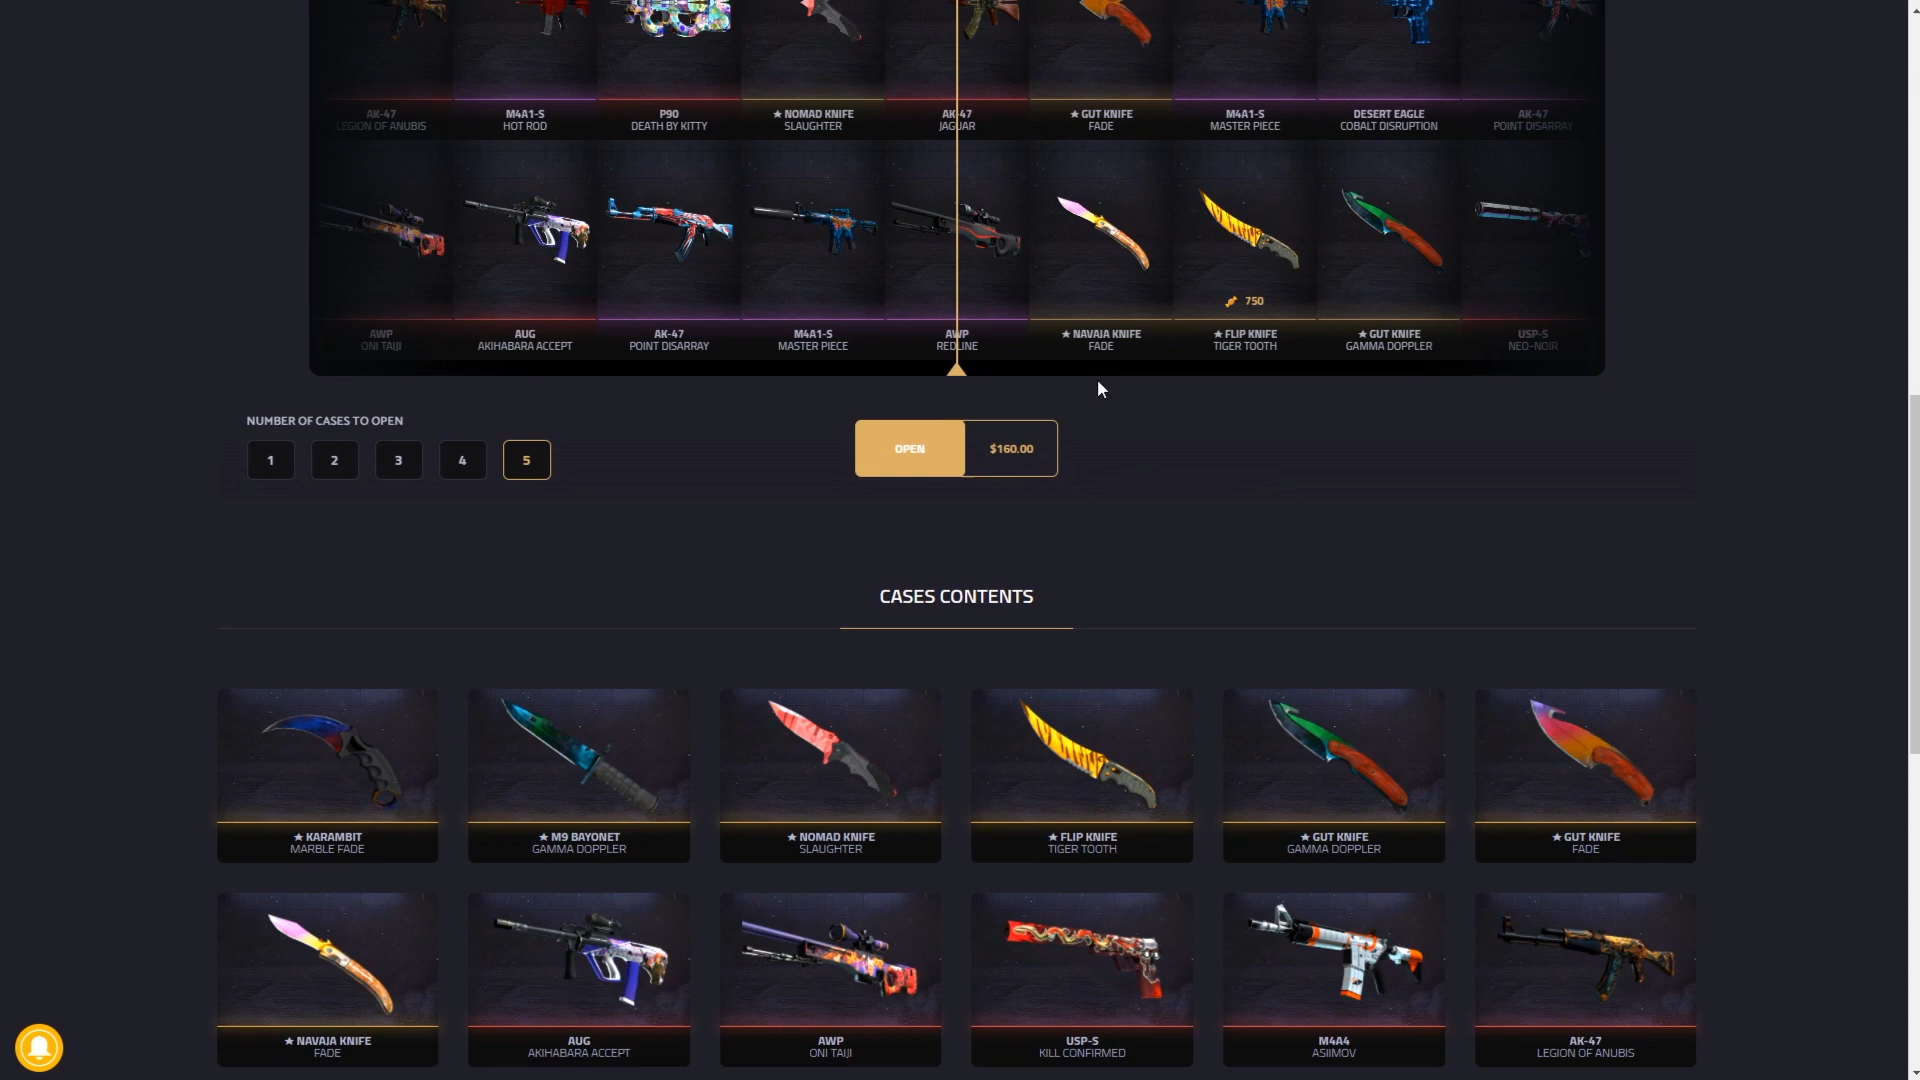 AK-47
LEGION OF ANUBIS
M4A1-S
HOT ROD
P90
DEATH BY KITTY
★ NOMAD KNIFE
SLAUGHTER
AK-47
JAGUAR
★ GUT KNIFE
FADE
M4A1-S
MASTER PIECE
DESERT EAGLE
COBALT DISRUPTION
AK-47
POINT DISARRAY
750
AWP
ONI TAIJI
AUG
AKIHABARA ACCEPT
AK-47
POINT DISARRAY
M4A1-S
MASTER PIECE
AWP
REDLINE
★ NAVAJA KNIFE
FADE
★ FLIP KNIFE
TIGER TOOTH
★ GUT KNIFE
GAMMA DOPPLER
USP-S
NEO-NOIR
NUMBER OF CASES TO OPEN
1 2 3 4 5
OPEN $160.00
CASES CONTENTS
★ KARAMBIT
MARBLE FADE
★ M9 BAYONET
GAMMA DOPPLER
★ NOMAD KNIFE
SLAUGHTER
★ FLIP KNIFE
TIGER TOOTH
★ GUT KNIFE
GAMMA DOPPLER
★ GUT KNIFE
FADE
★ NAVAJA KNIFE
FADE
AUG
AKIHABARA ACCEPT
AWP
ONI TAIJI
USP-S
KILL CONFIRMED
M4A4
ASIIMOV
AK-47
LEGION OF ANUBIS